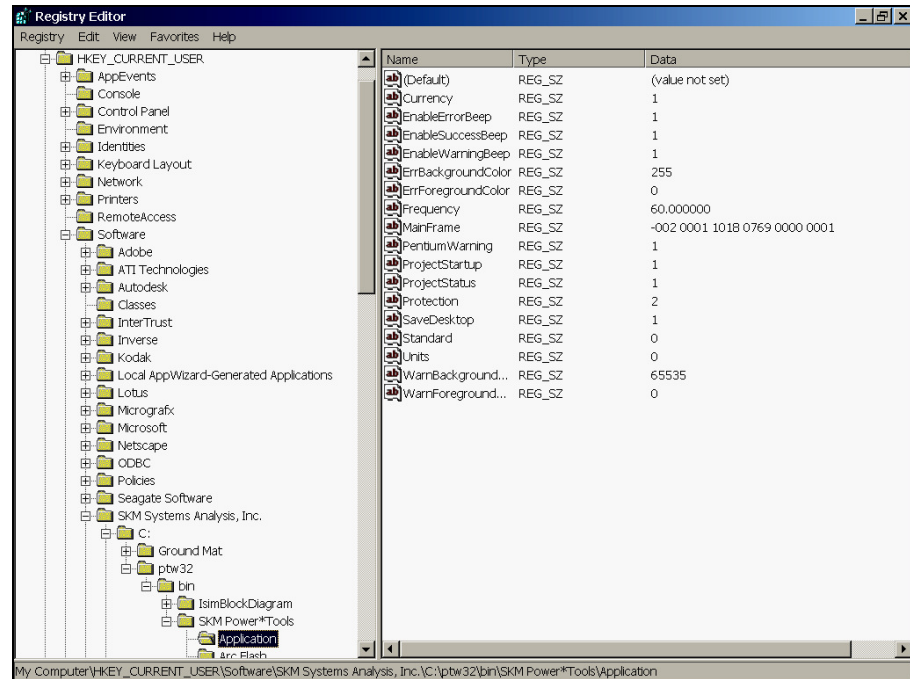 Registry Editor
Registry Edit View Favorites Help
HKEY_CURRENT_USER
AppEvents
Console
Control Panel
Environment
Identities
Keyboard Layout
Network
Printers
RemoteAccess
Software
Adobe
ATI Technologies
Autodesk
Classes
InterTrust
Inverse
Kodak
Local AppWizard-Generated Applications
Lotus
Micrografx
Microsoft
Netscape
ODBC
Policies
Seagate Software
SKM Systems Analysis, Inc.
C:
Ground Mat
ptw32
bin
IsimBlockDiagram
SKM Power*Tools
Application
Arc Flash
Name Type Data
(Default) REG_SZ (value not set)
Currency REG_SZ 1
EnableErrorBeep REG_SZ 1
EnableSuccessBeep REG_SZ 1
EnableWarningBeep REG_SZ 1
ErrBackgroundColor REG_SZ 255
ErrForegroundColor REG_SZ 0
Frequency REG_SZ 60.000000
MainFrame REG_SZ -002 0001 1018 0769 0000 0001
PentiumWarning REG_SZ 1
ProjectStartup REG_SZ 1
ProjectStatus REG_SZ 1
Protection REG_SZ 2
SaveDesktop REG_SZ 1
Standard REG_SZ 0
Units REG_SZ 0
WarnBackground... REG_SZ 65535
WarnForeground... REG_SZ 0
My Computer\HKEY_CURRENT_USER\Software\SKM Systems Analysis, Inc.\C:\ptw32\bin\SKM Power*Tools\Application